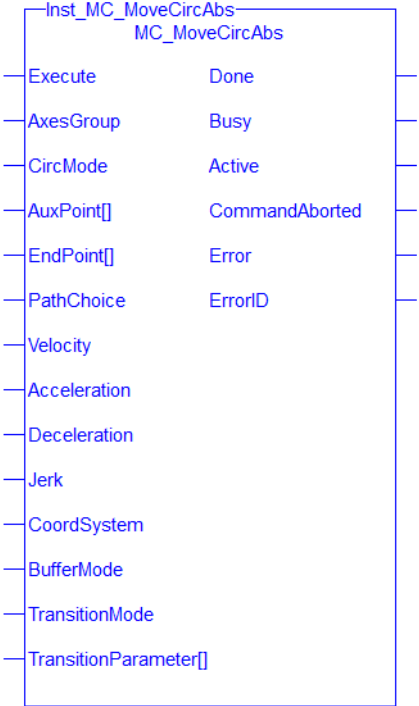 Inst_MC_MoveCircAbs
MC_MoveCircAbs
Execute Done
AxesGroup Busy
CircMode Active
AuxPoint[] CommandAborted
EndPoint[] Error
PathChoice ErrorID
Velocity
Acceleration
Deceleration
Jerk
CoordSystem
BufferMode
TransitionMode
TransitionParameter[]